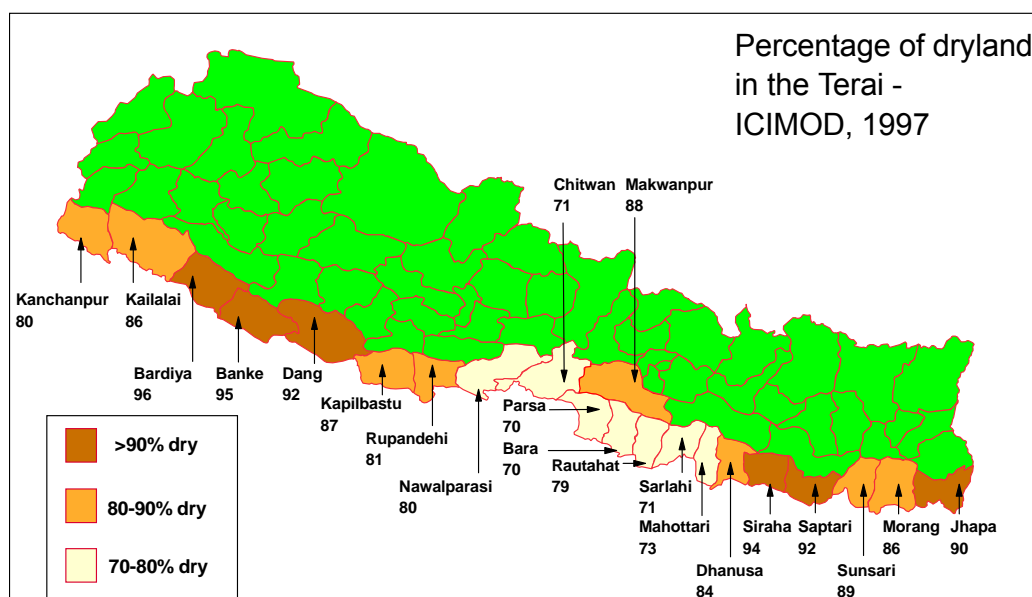 Percentage of dryland
in the Terai -
ICIMOD, 1997
Chitwan
71
Makwanpur
88
Kanchanpur
80
Kailalai
86
Bardiya
96
Banke
95
Dang
92
Kapilbastu
87
Rupandehi
81
Nawalparasi
80
Parsa
70
Bara
70
Rautahat
79
Sarlahi
71
Mahottari
73
Dhanusa
84
Siraha
94
Saptari
92
Sunsari
89
Morang
86
Jhapa
90
>90% dry
80-90% dry
70-80% dry